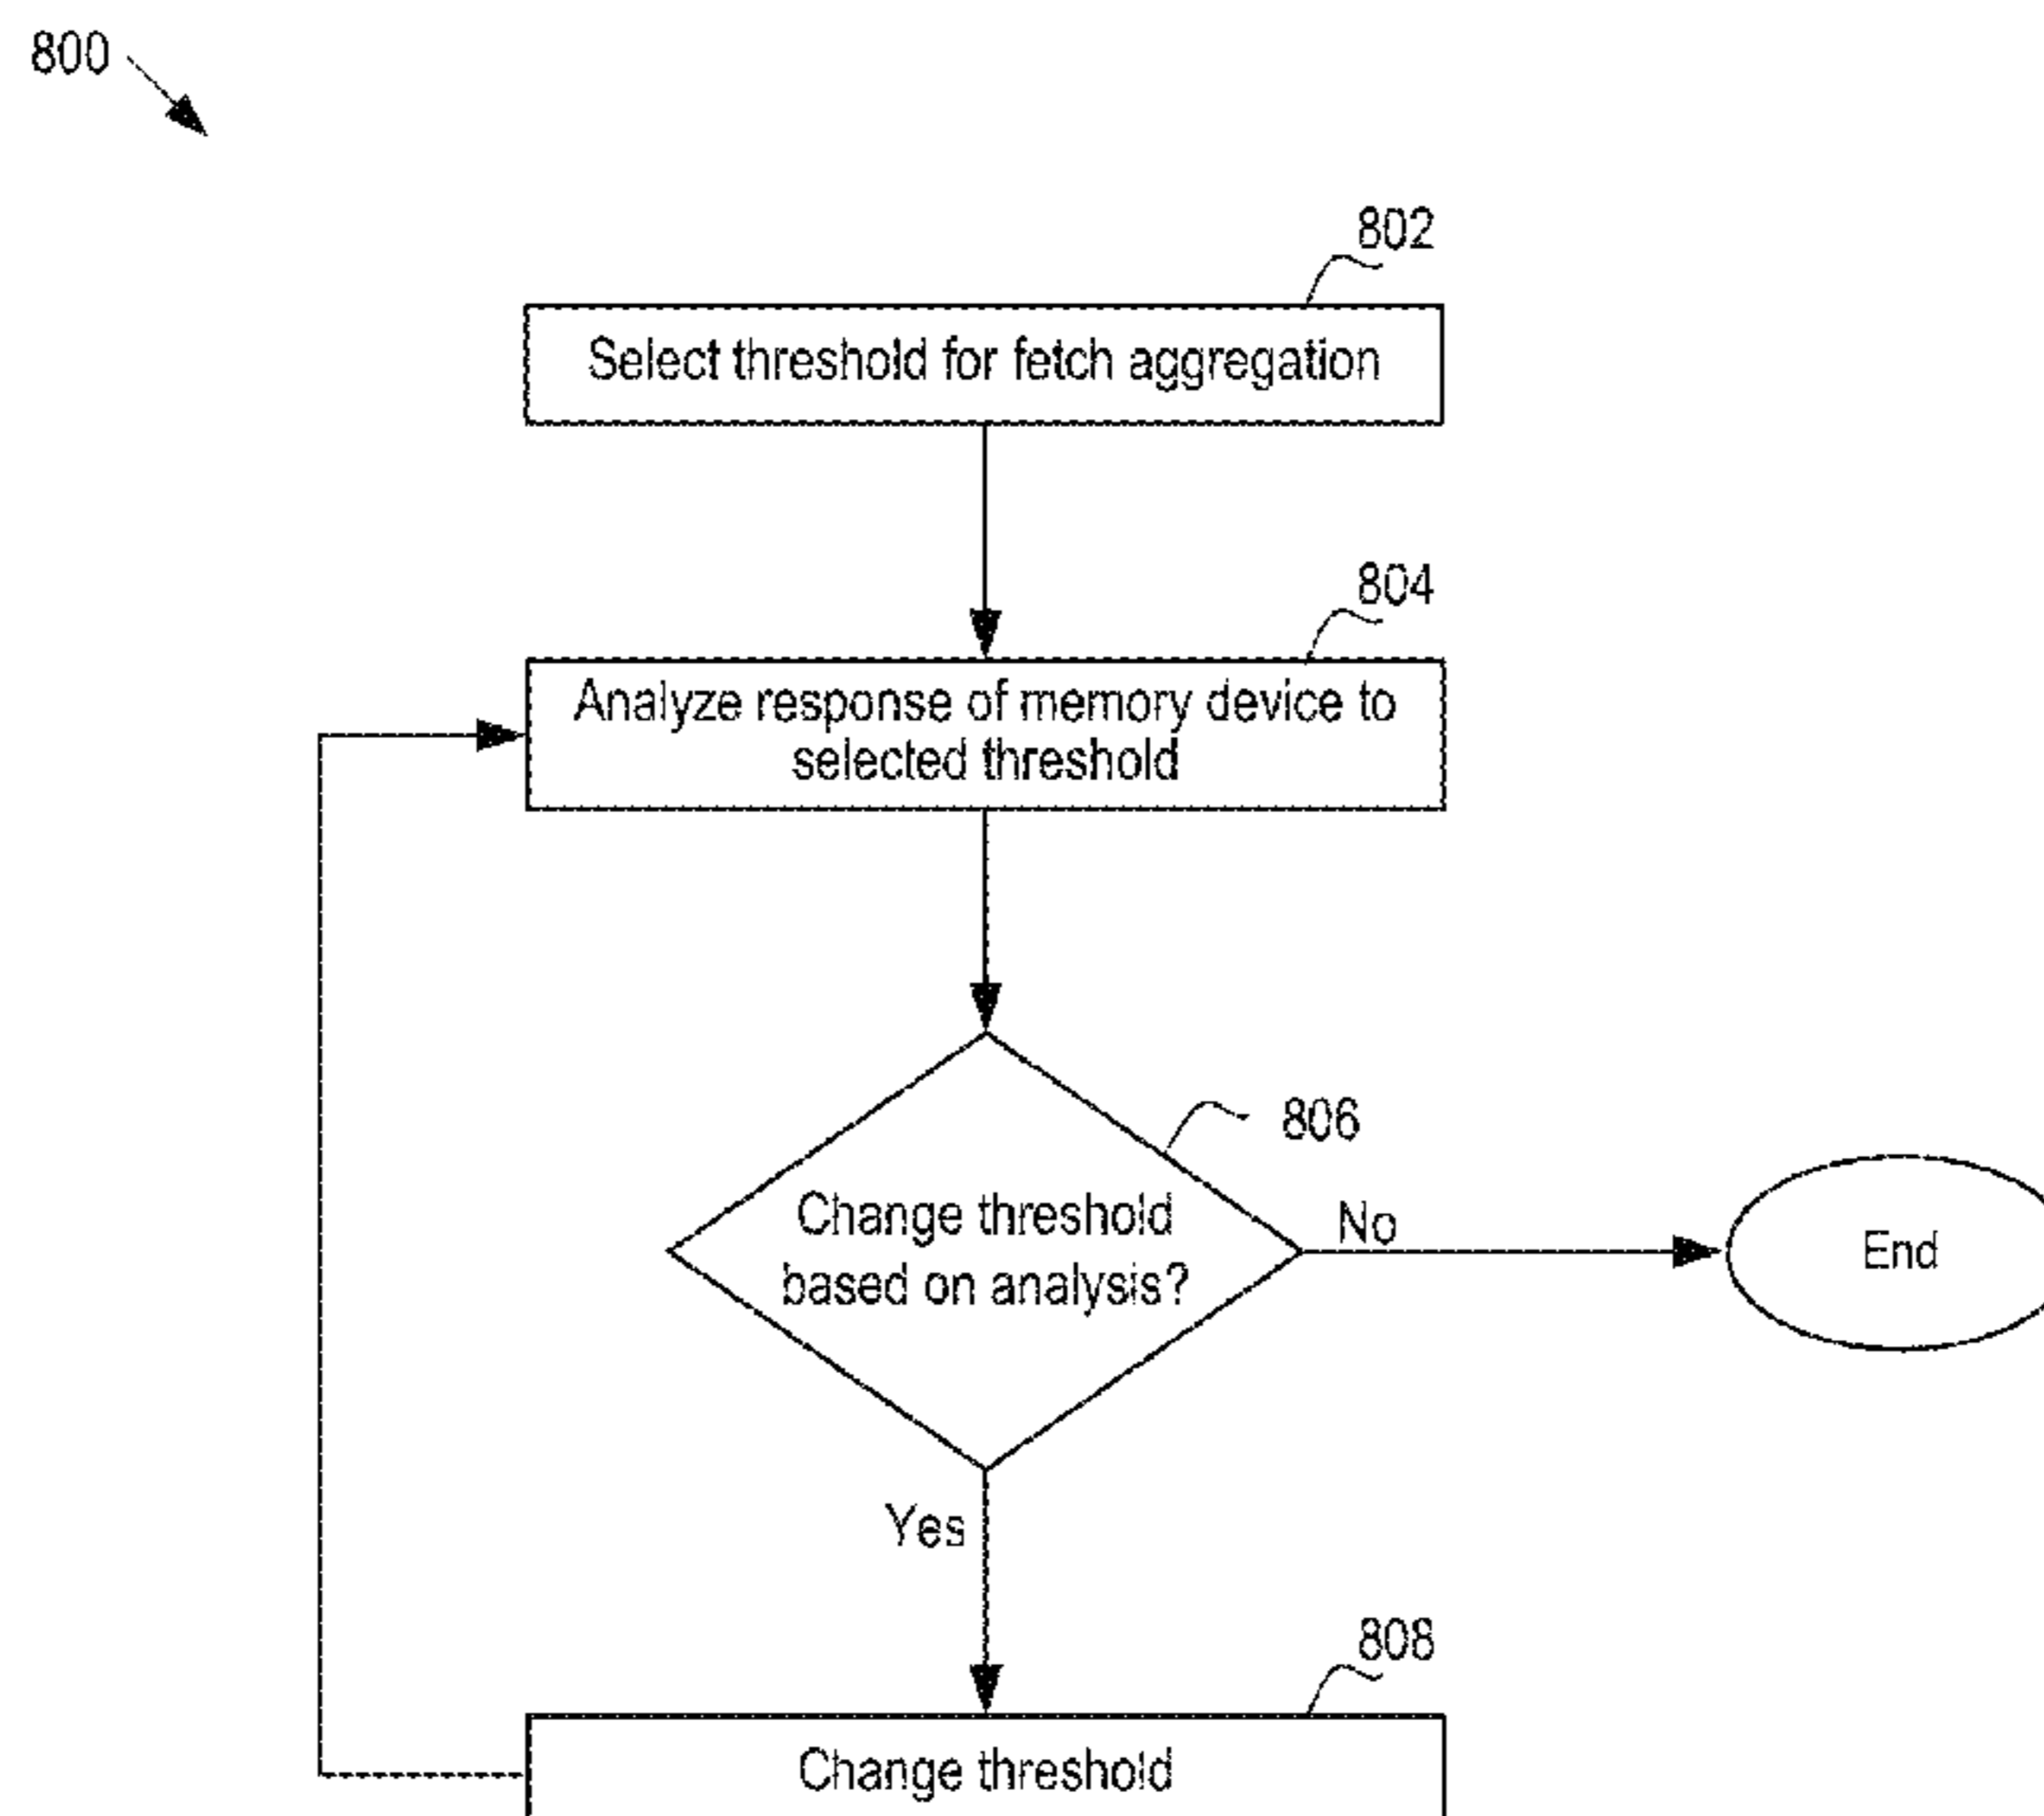 800
802
Select threshold for fetch aggregation
804
Analyze response of memory device to
selected threshold
806
Change threshold
based on analysis?
No
End
Yes
808
Change threshold